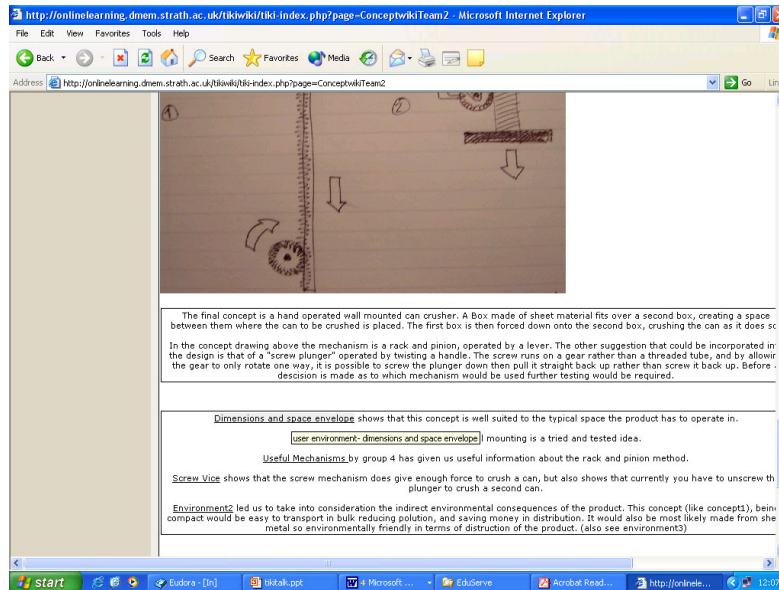 http://onlinelearning.dmem.strath.ac.uk/tikiwiki/tiki-index.php?page=ConceptwikiTeam2 - Microsoft Internet Explorer
File Edit View Favorites Tools Help
Back Search Favorites Media
Address http://onlinelearning.dmem.strath.ac.uk/tikiwiki/tiki-index.php?page=ConceptwikiTeam2 Go Lin
1 2
The final concept is a hand operated wall mounted can crusher. A Box made of sheet material fits over a second box, creating a space
between them where the can to be crushed is placed. The first box is then forced down onto the second box, crushing the can as it does so
In the concept drawing above the mechanism is a rack and pinion, operated by a lever. The other suggestion that could be incorporated in
the design is that of a "screw plunger" operated by twisting a handle. The screw runs on a gear rather than a threaded tube, and by allowin
the gear to only rotate one way, it is possible to screw the plunger down then pull it straight back up rather than screw it back up. Before
descision is made as to which mechanism would be used further testing would be required.
Dimensions and space envelope shows that this concept is well suited to the typical space the product has to operate in.
user environment- dimensions and space envelope l mounting is a tried and tested idea.
Useful Mechanisms by group 4 has given us useful information about the rack and pinion method.
Screw Vice shows that the screw mechanism does give enough force to crush a can, but also shows that currently you have to unscrew th
plunger to crush a second can.
Environment2 led us to take into consideration the indirect environmental consequences of the product. This concept (like concept1), bein
compact would be easy to transport in bulk reducing polution, and saving money in distribution. It would also be most likely made from she
metal so environmentally friendly in terms of distruction of the product. (also see environment3)
start Eudora - [In] tiktalk.ppt 4 Microsoft ... EduServe Acrobat Read... http://onlinele... 12:07